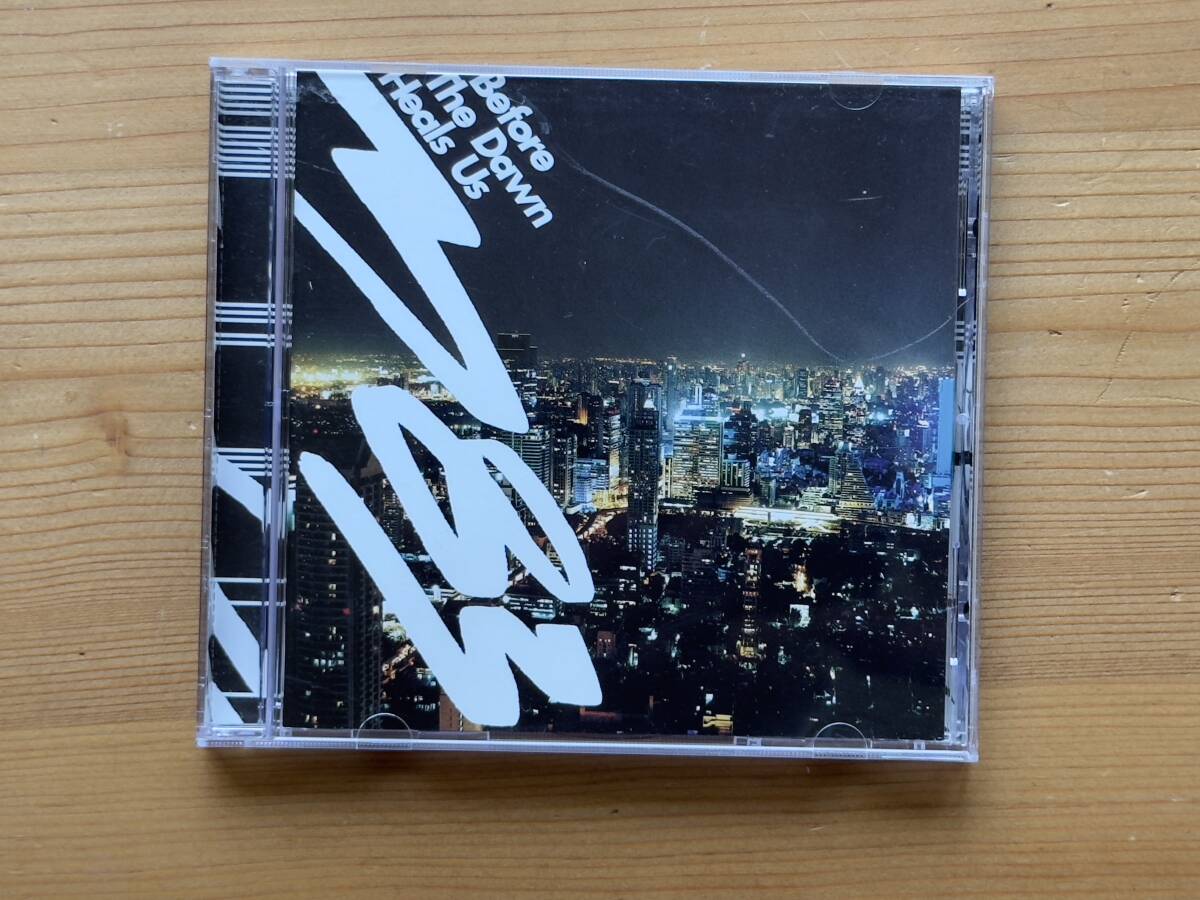 Before
The Dawn
Heals Us
M83